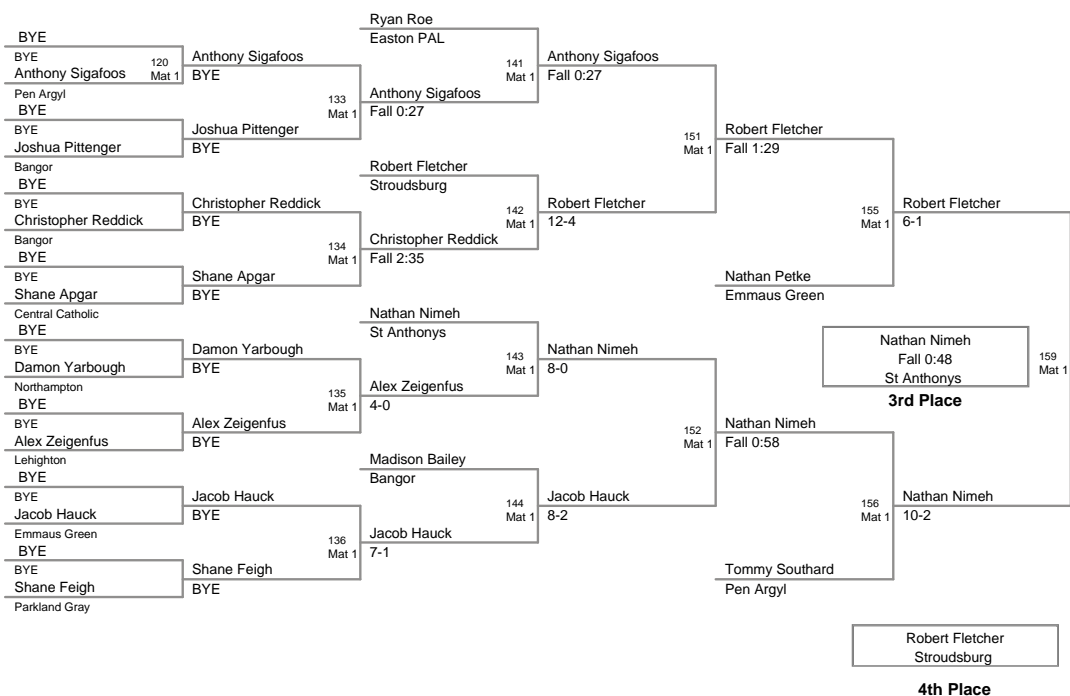 Ryan Roe
Easton PAL
BYE
BYE
Anthony Sigafoos
Pen Argyl
120
Mat 1
Anthony Sigafoos
BYE
141
Mat 1
Anthony Sigafoos
Fall 0:27
133
Mat 1
Anthony Sigafoos
Fall 0:27
BYE
BYE
Joshua Pittenger
Bangor
Joshua Pittenger
BYE
151
Mat 1
Robert Fletcher
Fall 1:29
Robert Fletcher
Stroudsburg
BYE
BYE
Christopher Reddick
Bangor
Christopher Reddick
BYE
142
Mat 1
Robert Fletcher
12-4
155
Mat 1
Robert Fletcher
6-1
134
Mat 1
Christopher Reddick
Fall 2:35
BYE
BYE
Shane Apgar
Central Catholic
Shane Apgar
BYE
Nathan Petke
Emmaus Green
Nathan Nimeh
St Anthonys
BYE
BYE
Damon Yarbough
Northampton
Damon Yarbough
BYE
143
Mat 1
Nathan Nimeh
8-0
Nathan Nimeh
Fall 0:48
St Anthonys
3rd Place
159
Mat 1
135
Mat 1
Alex Zeigenfus
4-0
BYE
BYE
Alex Zeigenfus
Lehighton
Alex Zeigenfus
BYE
152
Mat 1
Nathan Nimeh
Fall 0:58
Madison Bailey
Bangor
BYE
BYE
Jacob Hauck
Emmaus Green
Jacob Hauck
BYE
144
Mat 1
Jacob Hauck
8-2
156
Mat 1
Nathan Nimeh
10-2
136
Mat 1
Jacob Hauck
7-1
BYE
BYE
Shane Feigh
Parkland Gray
Shane Feigh
BYE
Tommy Southard
Pen Argyl
Robert Fletcher
Stroudsburg
4th Place